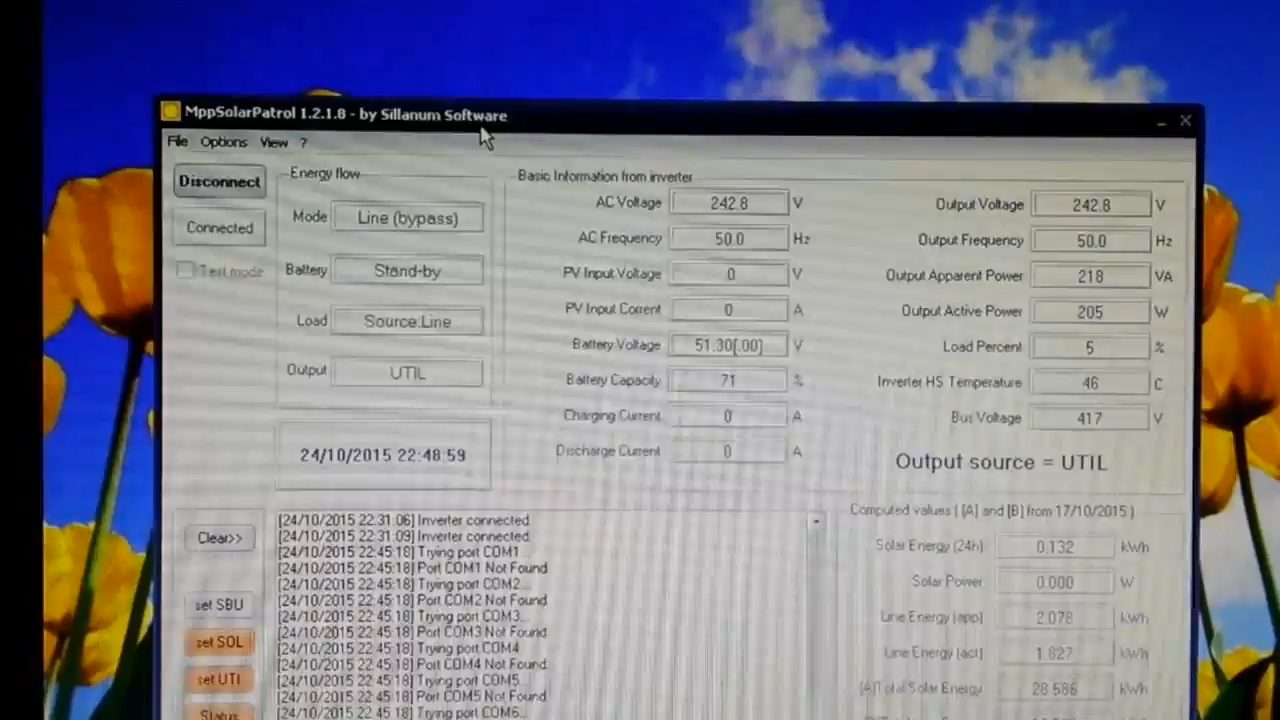 MppSolarPatrol 1.2.1.8 - by Sillanum Software
File Options View ?
Disconnect
Connected
Test mode
Energy flow
Mode Line (bypass)
Battery Stand-by
Load Source:Line
Output UTIL
24/10/2015 22:48:59
Basic Information from inverter
AC Voltage 242.8 V
AC Frequency 50.0 Hz
PV Input Voltage 0 V
PV Input Corrent 0 A
Battery Voltage 51.30[.00] V
Battery Capacity 71 %
Charging Current 0 A
Discharge Current 0 A
Output Voltage 242.8 V
Output Frequency 50.0 Hz
Output Apparent Power 218 VA
Output Active Power 205 W
Load Percent 5 %
Inverter HS Temperature 46 C
Bus Voltage 417 V
Output source = UTIL
Clear>>
set SBU
set SOL
set UTI
Status
[24/10/2015 22:31:06] Inverter connected
[24/10/2015 22:31:09] Inverter connected
[24/10/2015 22:45:18] Trying port COM1...
[24/10/2015 22:45:18] Port COM1 Not Found
[24/10/2015 22:45:18] Trying port COM2...
[24/10/2015 22:45:18] Port COM2 Not Found
[24/10/2015 22:45:18] Trying port COM3...
[24/10/2015 22:45:18] Port COM3 Not Found
[24/10/2015 22:45:18] Trying port COM4
[24/10/2015 22:45:18] Port COM4 Not Found
[24/10/2015 22:45:18] Trying port COM5...
[24/10/2015 22:45:18] Port COM5 Not Found
[24/10/2015 22:45:18] Trying port COM6...
Computed values ( [A] and [B] from 17/10/2015 )
Solar Energy (24h) 0.132 kWh
Solar Power 0.000 W
Line Energy (app) 2.078 kWh
Line Energy (act) 1.827 kWh
[A]Total Solar Energy 28.586 kWh